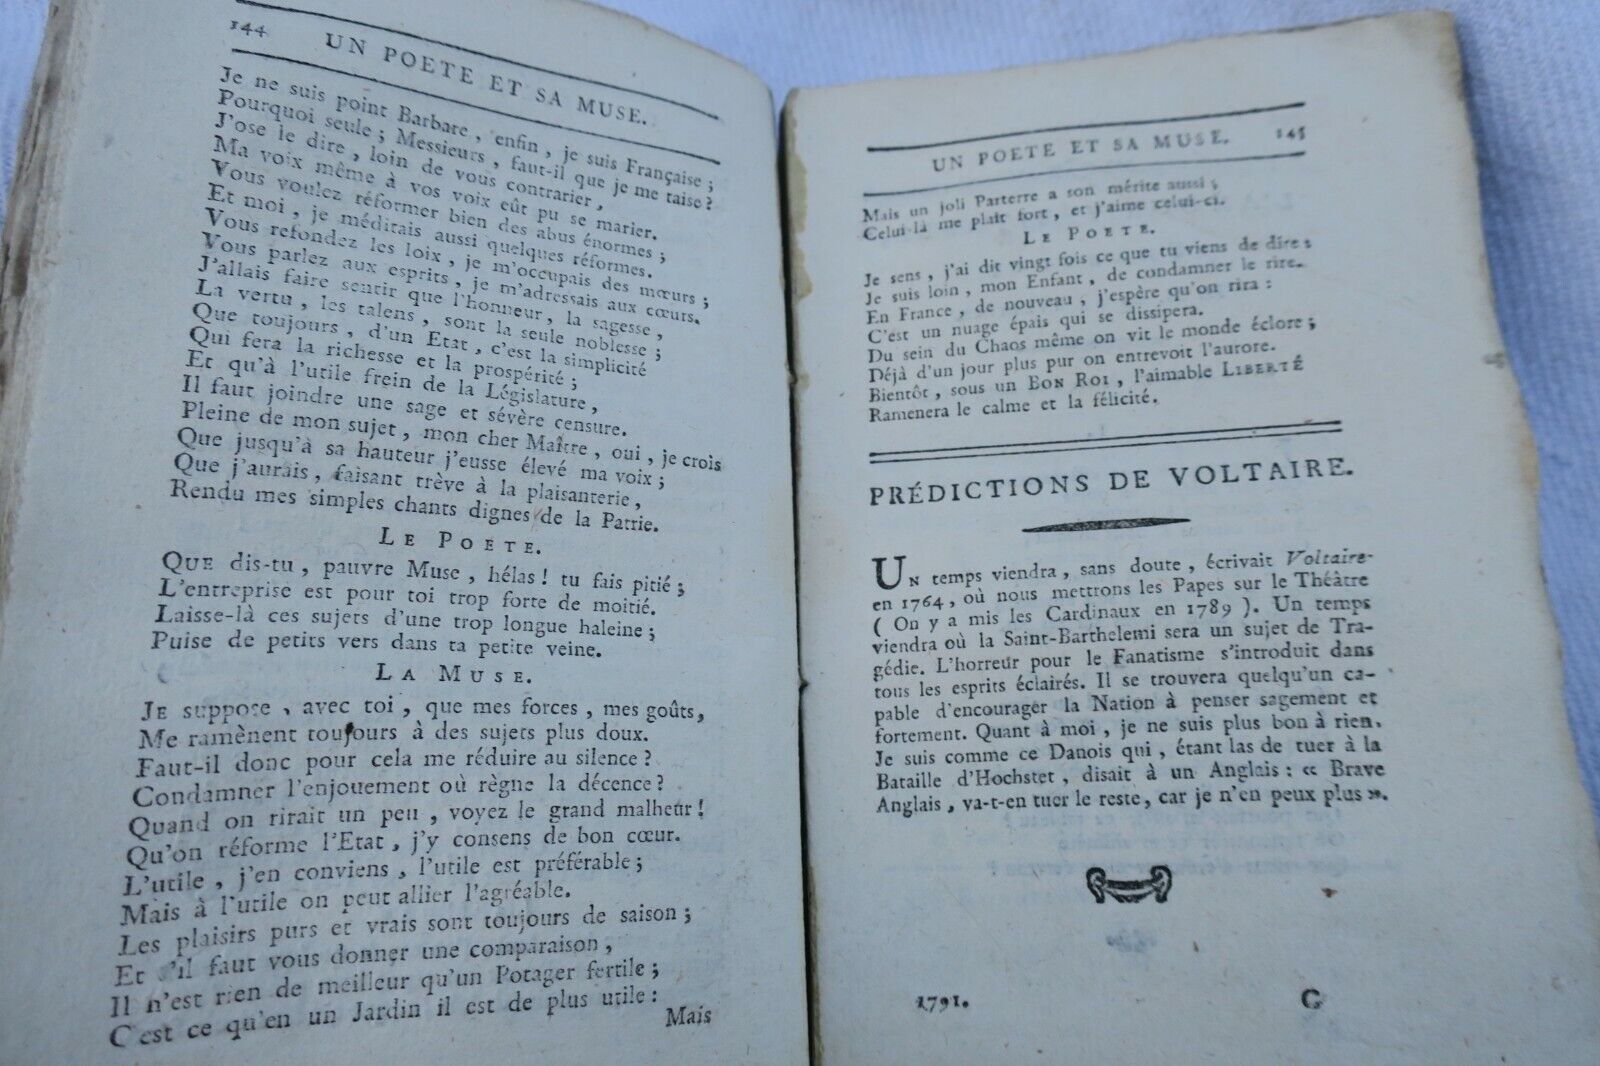 144 UN POETE ET SA MUSE.
Je ne suis point Barbare, enfin, je suis Française;
Pourquoi seule; Messieurs, faut-il que je me taise?
J'ose le dire, loin de vous contrarier,
Ma voix même à vos voix eût pu se marier.
Vous voulez réformer bien des abus énormes;
Et moi, je méditais aussi quelques réformes.
Vous refondez les loix, je m'occupais des mœurs;
Vous parlez aux esprits, je m'adressais aux cœurs.
J'allais faire sentir que l'honneur, la sagesse,
La vertu, les talens, sont la seule noblesse;
Que toujours, d'un Etat, c'est la simplicité
Qui fera la richesse et la prospérité;
Et qu'à l'utile frein de la Législature,
Il faut joindre une sage et sévère censure.
Pleine de mon sujet, mon cher Maître, oui, je crois
Que jusqu'à sa hauteur j'eusse élevé ma voix;
Que j'aurais, faisant trève à la plaisanterie,
Rendu mes simples chants dignes de la Patrie.
LE POETE.
QUE dis-tu, pauvre Muse, hélas! tu fais pitié;
L'entreprise est pour toi trop forte de moitié.
Laisse-là ces sujets d'une trop longue haleine;
Puise de petits vers dans ta petite veine.
LA MUSE.
JE suppose, avec toi, que mes forces, mes goûts,
Me ramènent toujours à des sujets plus doux.
Faut-il donc pour cela me réduire au silence?
Condamner l'enjouement où règne la décence?
Quand on rirait un peu, voyez le grand malheur!
Qu'on réforme l'Etat, j'y consens de bon cœur.
L'utile, j'en conviens, l'utile est préférable;
Mais à l'utile on peut allier l'agréable.
Les plaisirs purs et vrais sont toujours de saison;
Et s'il faut vous donner une comparaison,
Il n'est rien de meilleur qu'un Potager fertile;
C'est ce qu'en un Jardin il est de plus utile:
Mais
UN POETE ET SA MUSE. 145
Mais un joli Parterre a son mérite aussi;
Celui-là me plaît fort, et j'aime celui-ci.
LE POETE.
Je sens, j'ai dit vingt fois ce que tu viens de dire:
Je suis loin, mon Enfant, de condamner le rire.
En France, de nouveau, j'espère qu'on rira:
C'est un nuage épais qui se dissipera.
Du sein du Chaos même on vit le monde éclore;
Déjà d'un jour plus pur on entrevoit l'aurore.
Bientôt, sous un BON ROI, l'aimable LIBERTÉ
Ramenera le calme et la félicité.
PRÉDICTIONS DE VOLTAIRE.
UN temps viendra, sans doute, écrivait Voltaire
en 1764, où nous mettrons les Papes sur le Théâtre
( On y a mis les Cardinaux en 1789 ). Un temps
viendra où la Saint-Barthelemi sera un sujet de Tra-
gédie. L'horreur pour le Fanatisme s'introduit dans
tous les esprits éclairés. Il se trouvera quelqu'un ca-
pable d'encourager la Nation à penser sagement et
fortement. Quant à moi, je ne suis plus bon à rien.
Je suis comme ce Danois qui, étant las de tuer à la
Bataille d'Hochstet, disait à un Anglais: « Brave
Anglais, va-t-en tuer le reste, car je n'en peux plus ».
1791. G